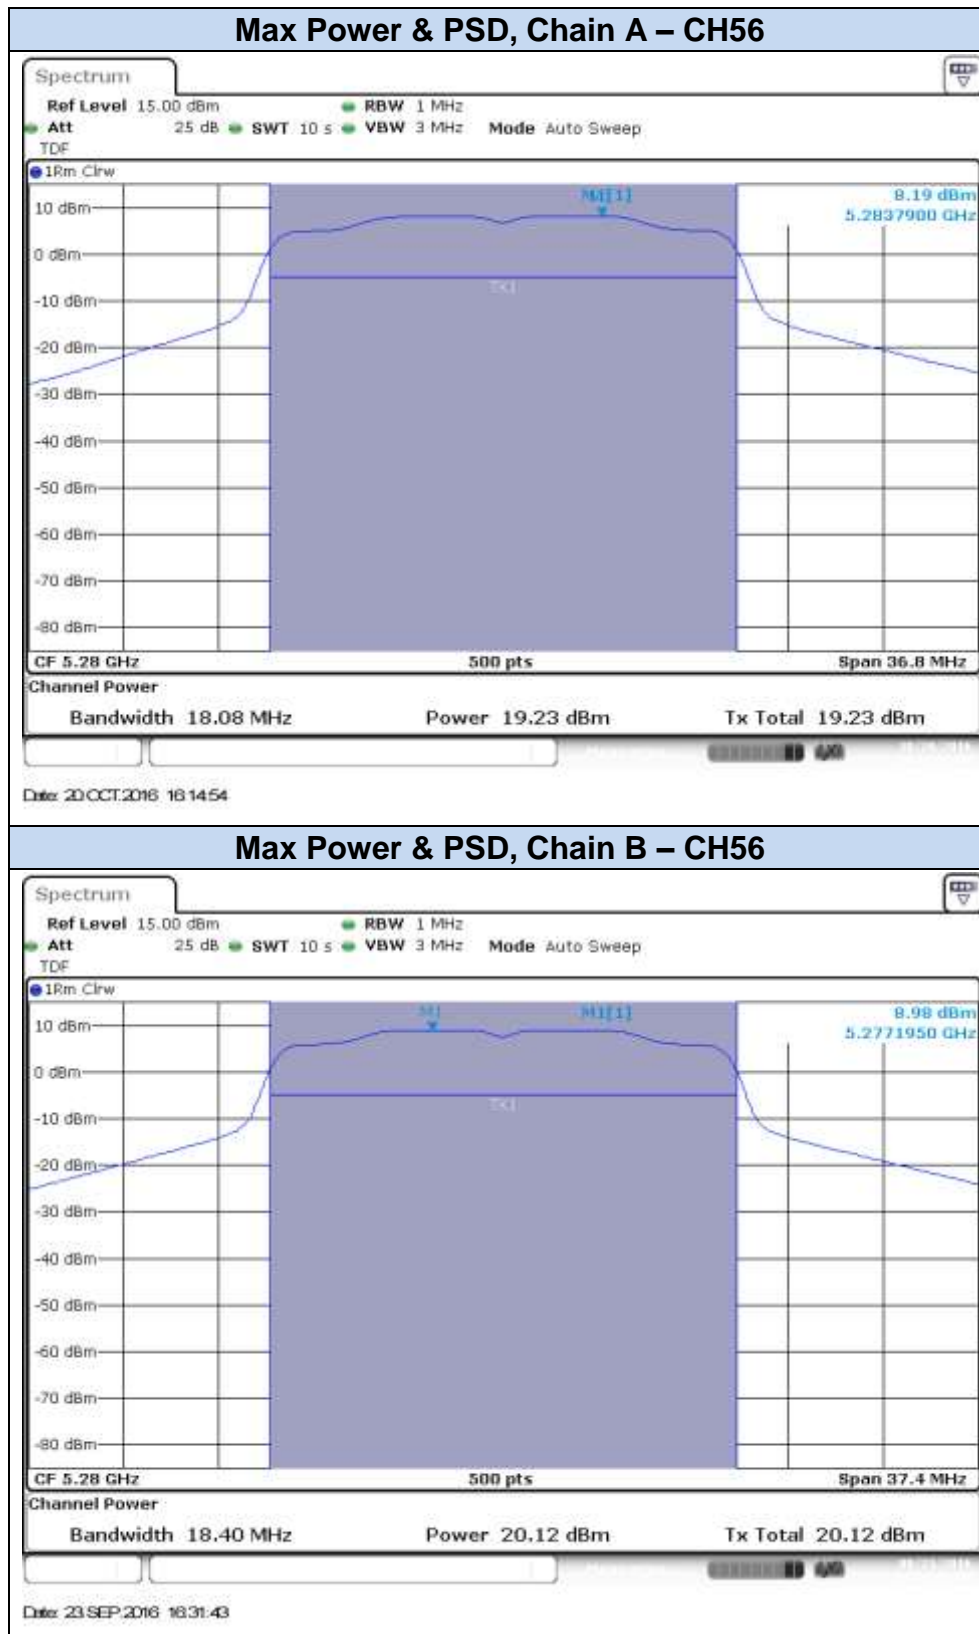 Max Power & PSD, Chain A – CH56
Spectrum
Ref Level 15.00 dBm RBW 1 MHz
Att 25 dB SWT 10 s VBW 3 MHz Mode Auto Sweep
TDF
1Rm Clrw
M1[1] 8.19 dBm
5.2837900 GHz
10 dBm
0 dBm
Tx1
-10 dBm
-20 dBm
-30 dBm
-40 dBm
-50 dBm
-60 dBm
-70 dBm
-80 dBm
CF 5.28 GHz 500 pts Span 36.8 MHz
Channel Power
Bandwidth 18.08 MHz Power 19.23 dBm Tx Total 19.23 dBm
Date: 20.OCT.2016 16:14:54
Max Power & PSD, Chain B – CH56
Spectrum
Ref Level 15.00 dBm RBW 1 MHz
Att 25 dB SWT 10 s VBW 3 MHz Mode Auto Sweep
TDF
1Rm Clrw
M1 M1[1] 8.98 dBm
5.2771950 GHz
10 dBm
0 dBm
Tx1
-10 dBm
-20 dBm
-30 dBm
-40 dBm
-50 dBm
-60 dBm
-70 dBm
-80 dBm
CF 5.28 GHz 500 pts Span 37.4 MHz
Channel Power
Bandwidth 18.40 MHz Power 20.12 dBm Tx Total 20.12 dBm
Date: 23.SEP.2016 16:31:43